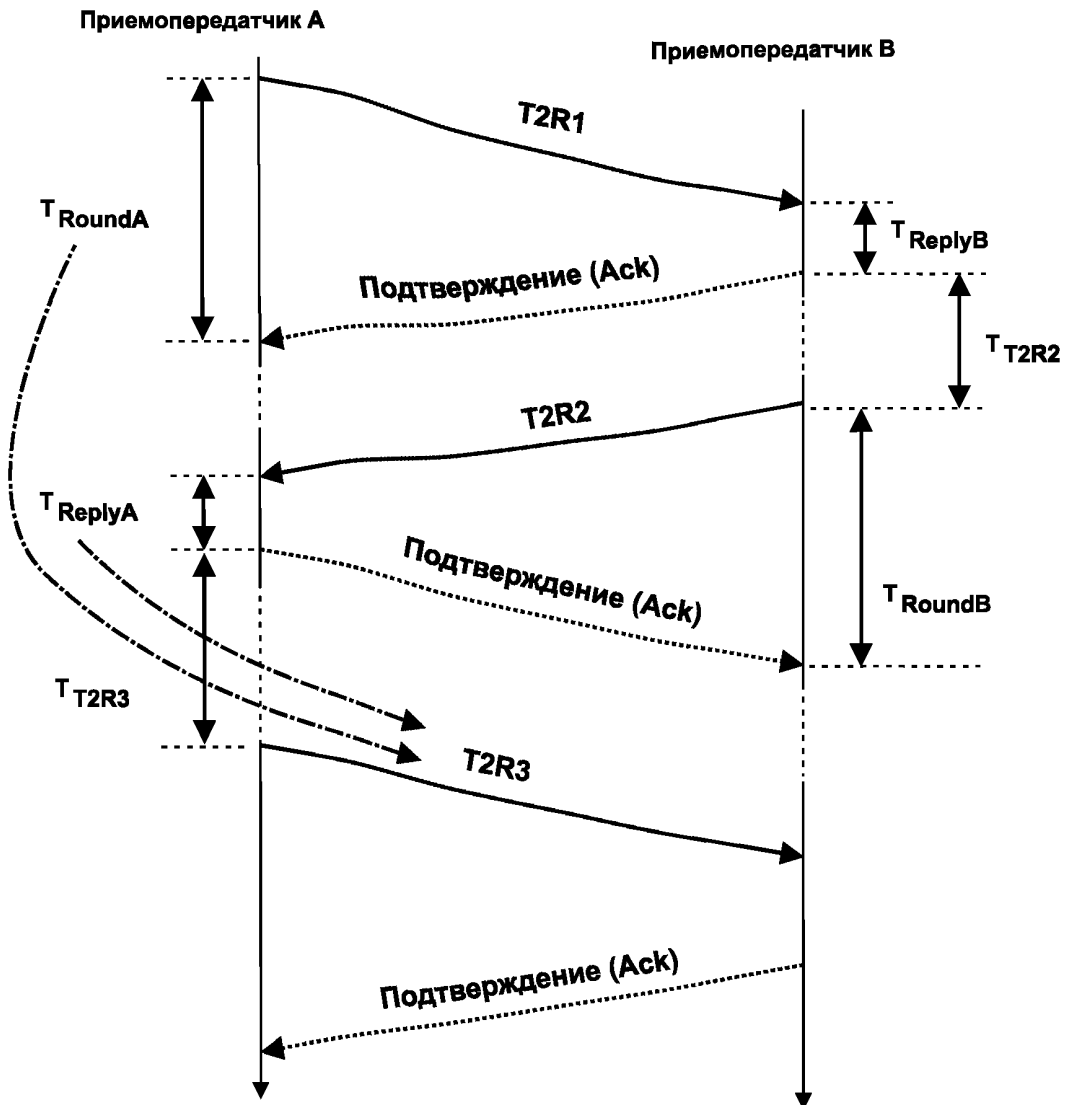 Приемопередатчик A
Приемопередатчик B
T2R1
T RoundA
T ReplyB
Подтверждение (Ack)
T T2R2
T2R2
T ReplyA
Подтверждение (Ack)
T RoundB
T T2R3
T2R3
Подтверждение (Ack)